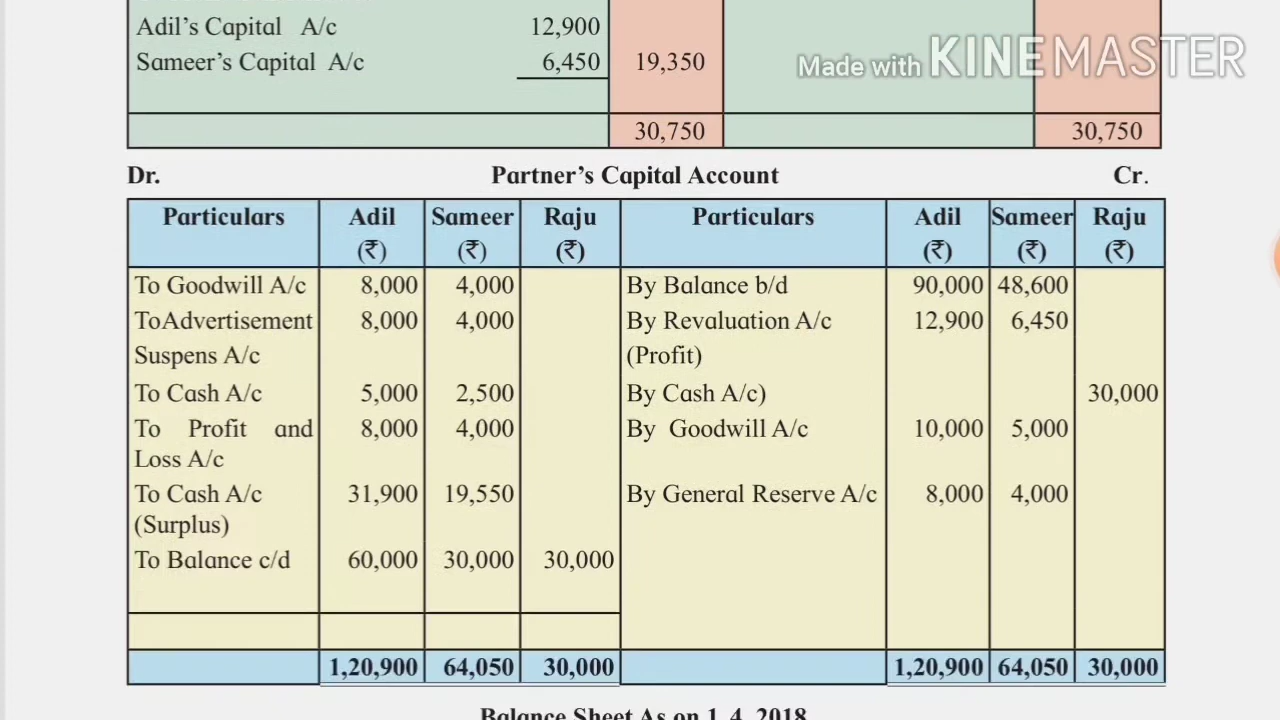 Adil's Capital A/c 12,900
Sameer's Capital A/c 6,450 19,350
Made with KINEMASTER
30,750 30,750
Dr. Partner's Capital Account Cr.
Particulars Adil Sameer Raju Particulars Adil Sameer Raju
(₹) (₹) (₹) (₹) (₹) (₹)
To Goodwill A/c 8,000 4,000 By Balance b/d 90,000 48,600
ToAdvertisement 8,000 4,000 By Revaluation A/c 12,900 6,450
Suspens A/c (Profit)
To Cash A/c 5,000 2,500 By Cash A/c) 30,000
To Profit and 8,000 4,000 By Goodwill A/c 10,000 5,000
Loss A/c
To Cash A/c 31,900 19,550 By General Reserve A/c 8,000 4,000
(Surplus)
To Balance c/d 60,000 30,000 30,000
1,20,900 64,050 30,000 1,20,900 64,050 30,000
Balance Sheet As on 1. 4. 2018